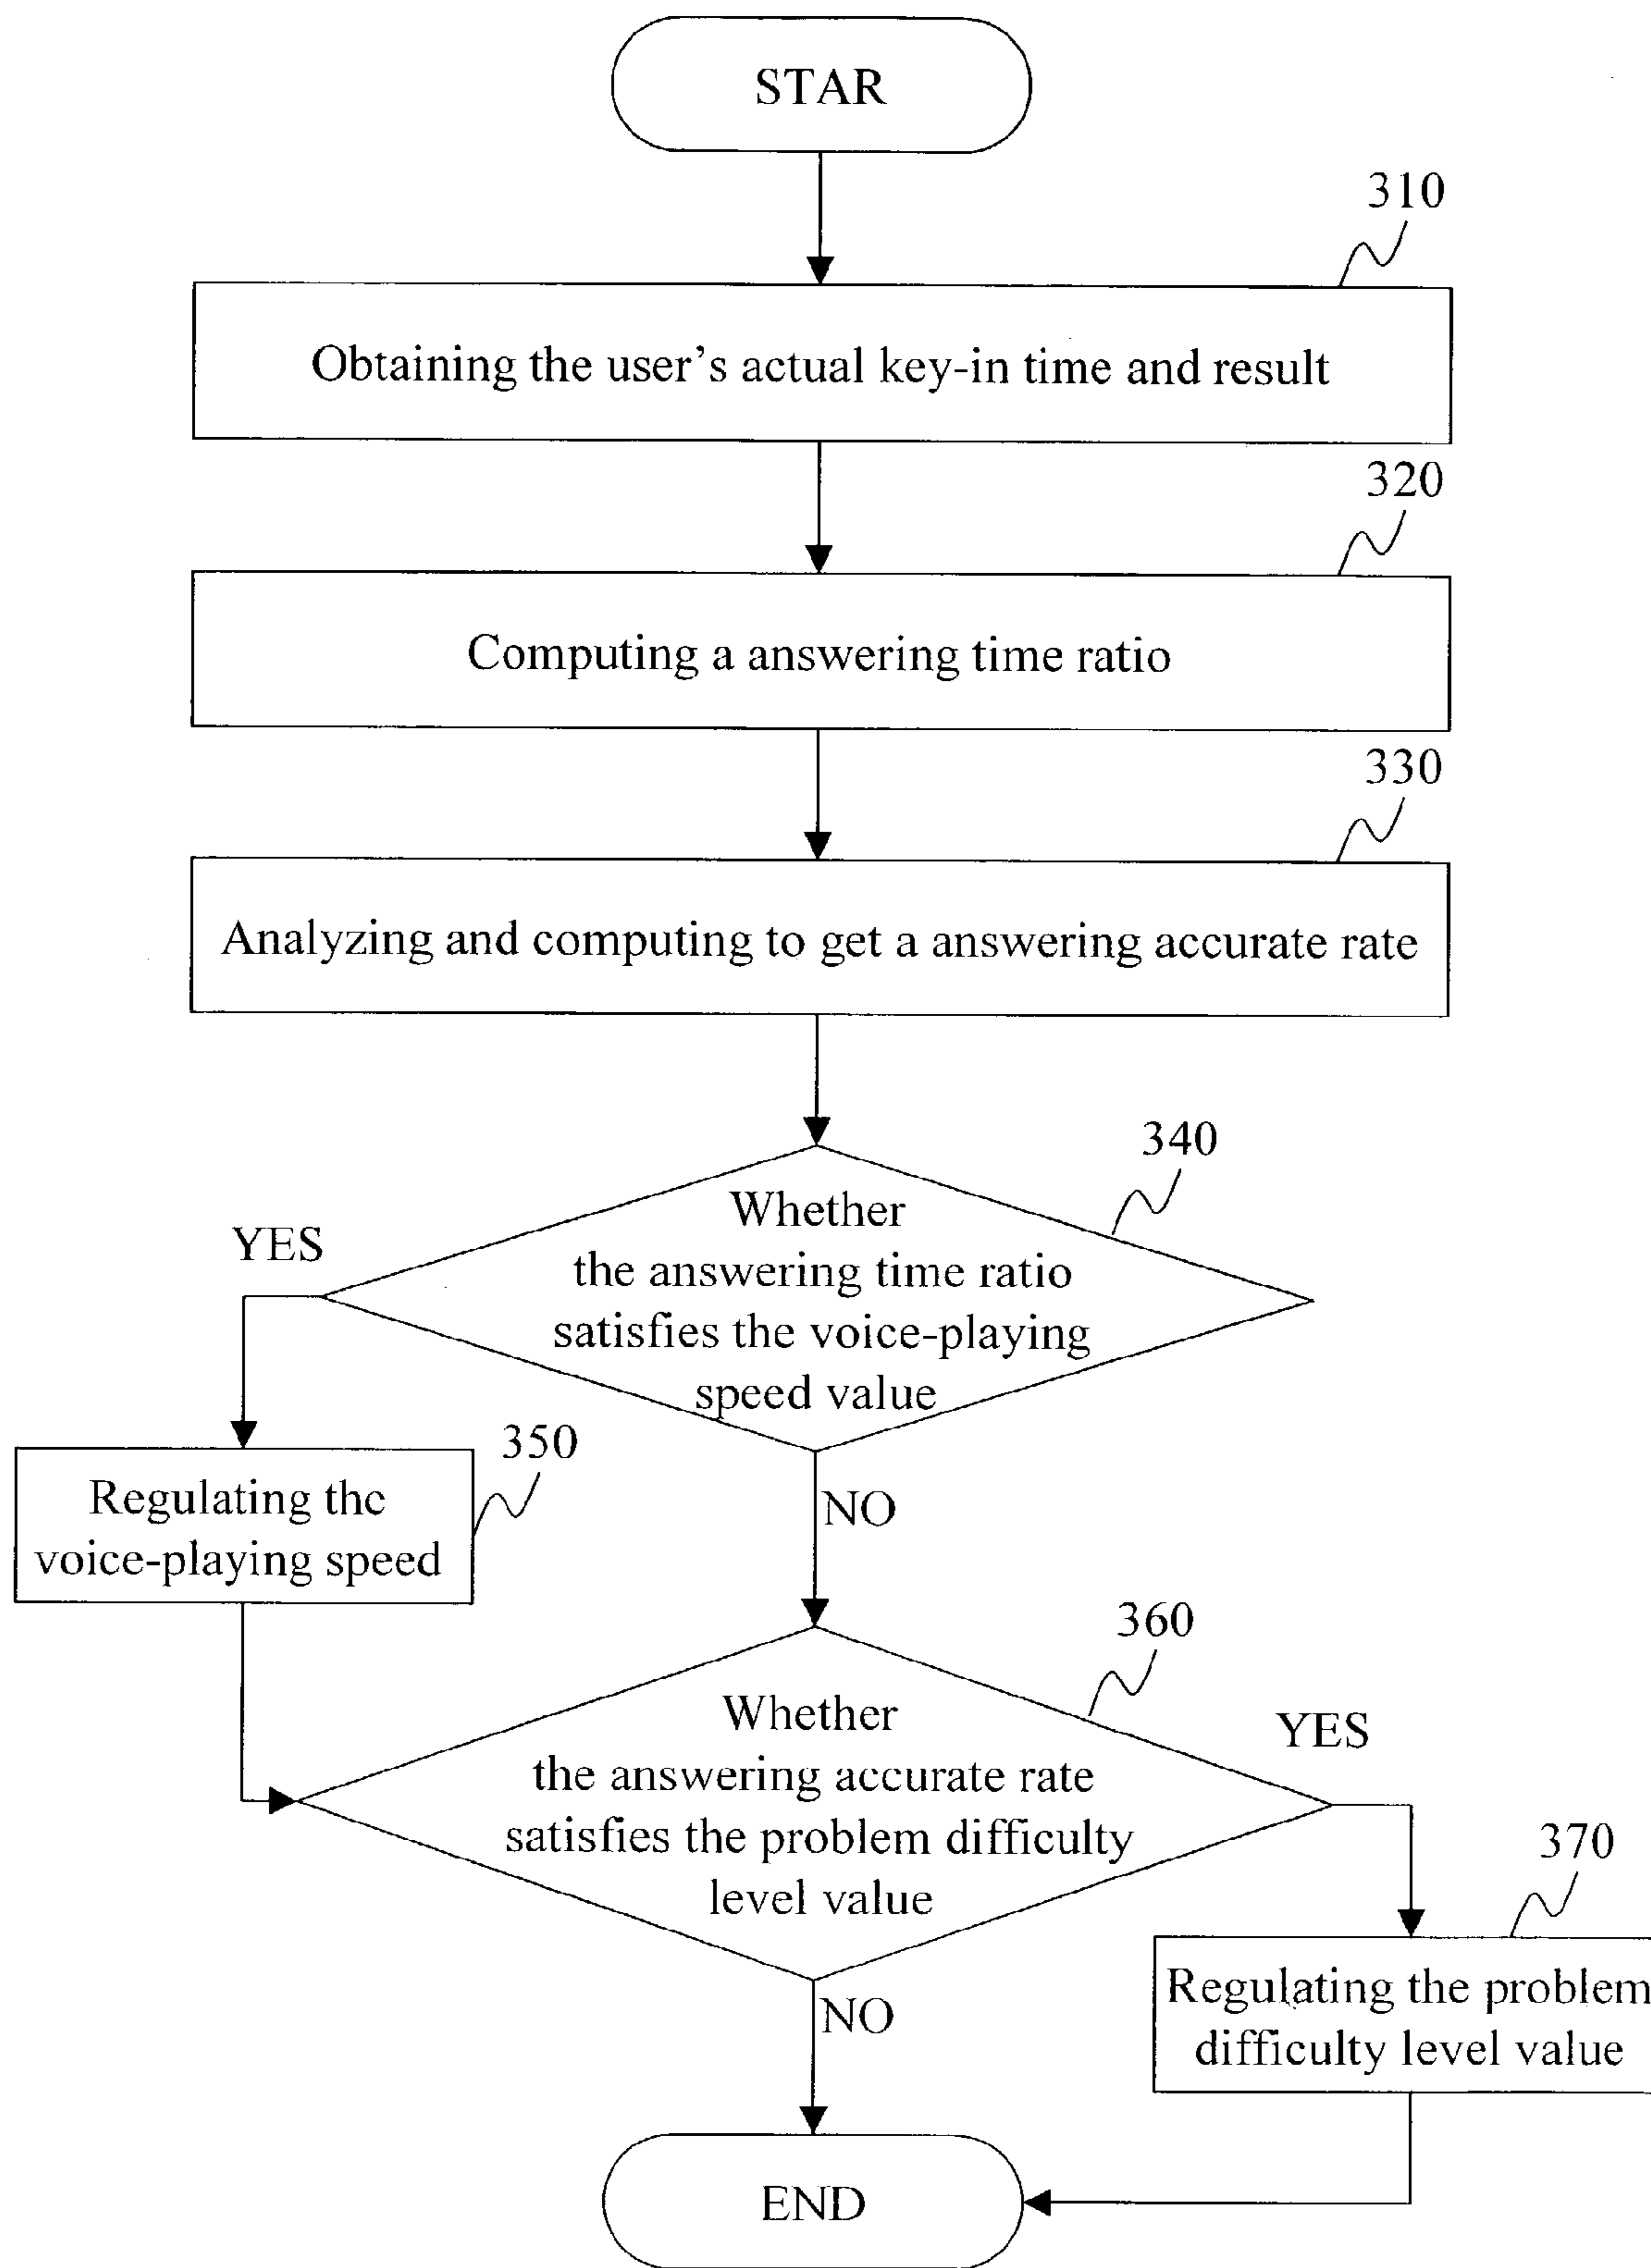 STAR
310
Obtaining the user's actual key-in time and result
320
Computing a answering time ratio
330
Analyzing and computing to get a answering accurate rate
340
Whether
the answering time ratio
satisfies the voice-playing
speed value
YES
NO
350
Regulating the
voice-playing speed
360
Whether
the answering accurate rate
satisfies the problem difficulty
level value
YES
NO
370
Regulating the problem
difficulty level value
END